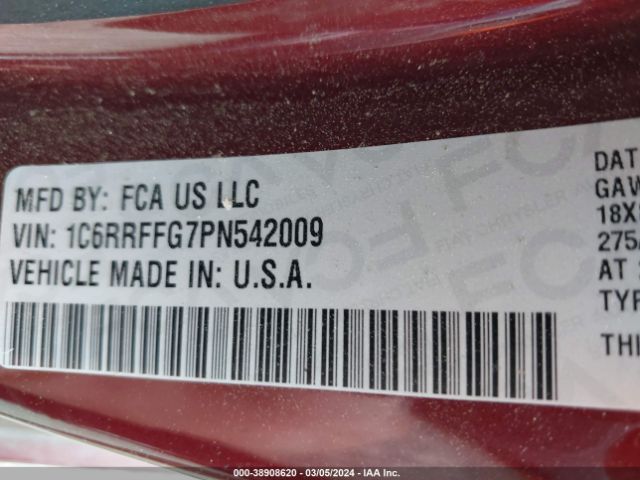 MFD BY: FCA US LLC
VIN: 1C6RRFFG7PN542009
VEHICLE MADE IN: U.S.A.
DAT
GAW
18X
275
AT
TYP
THI
000-38908620 - 03/05/2024 - IAA Inc.